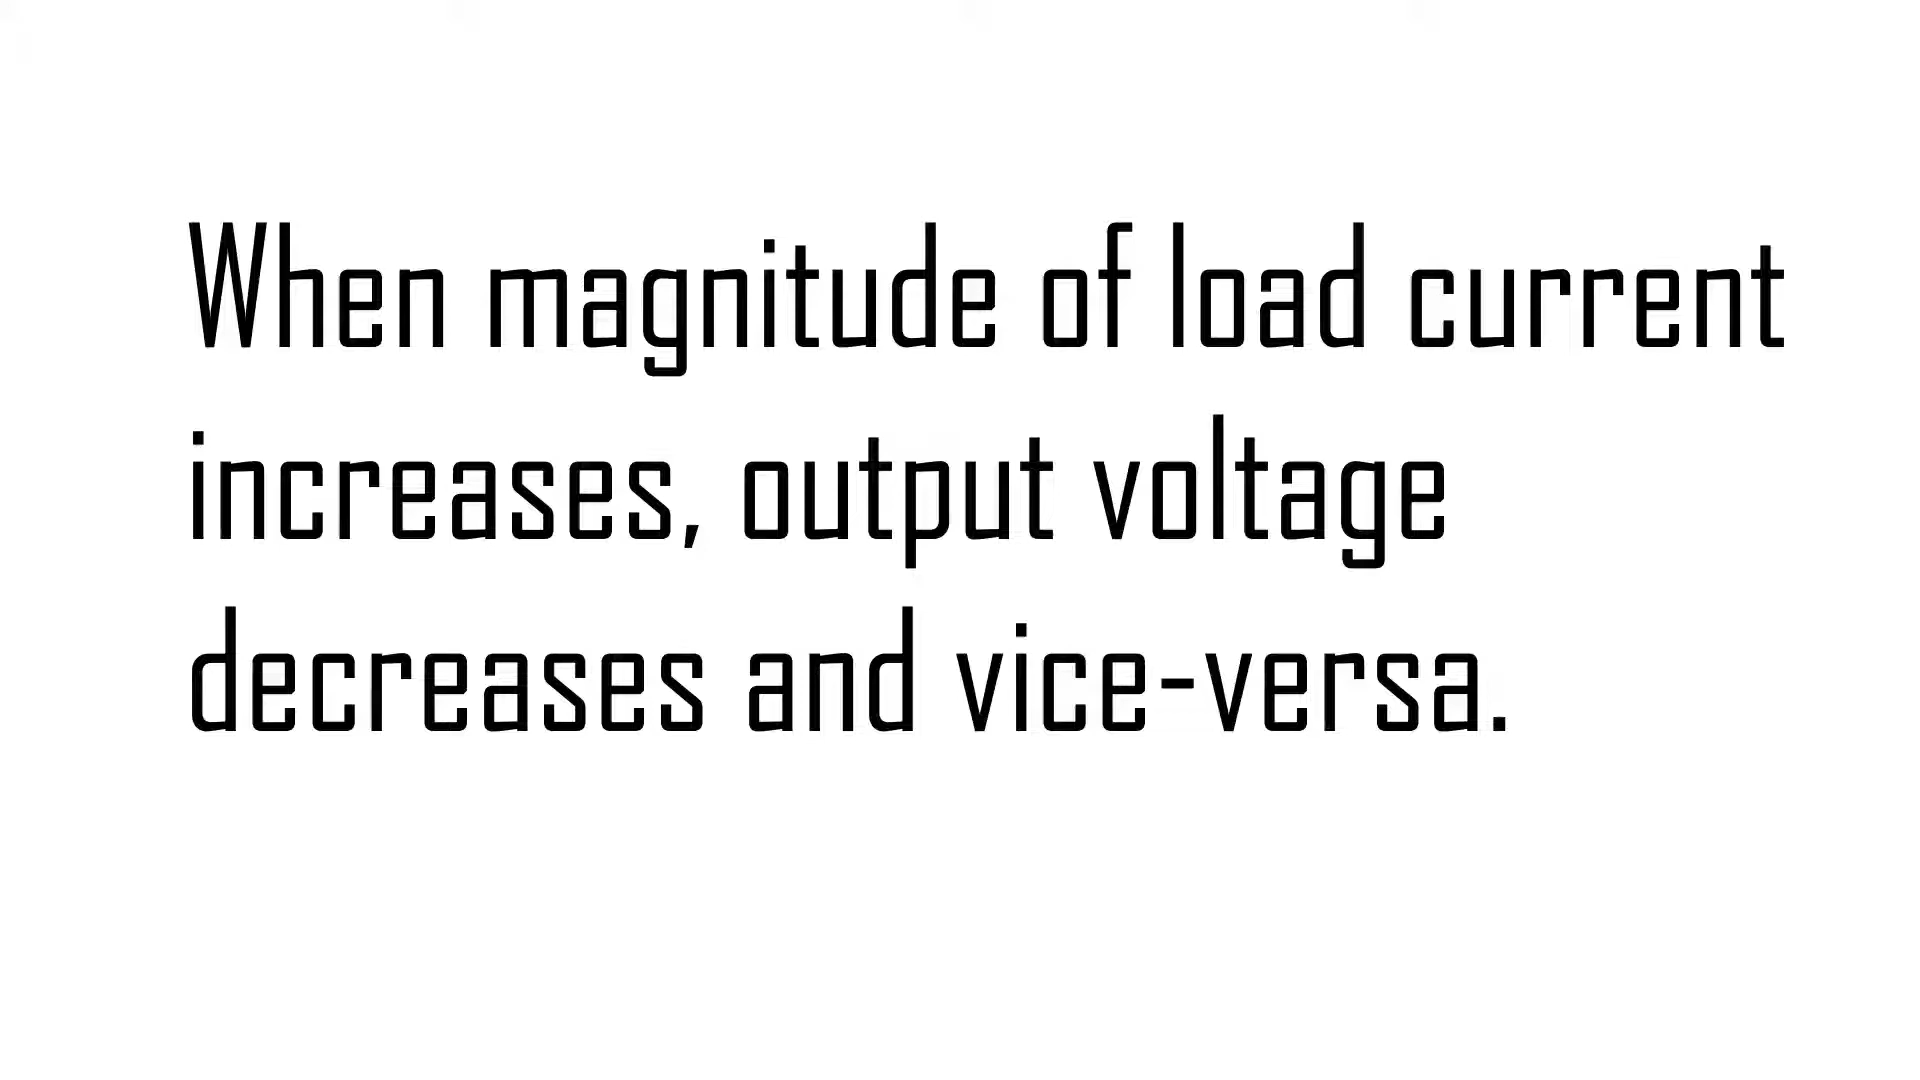 When magnitude of load current
increases, output voltage
decreases and vice-versa.